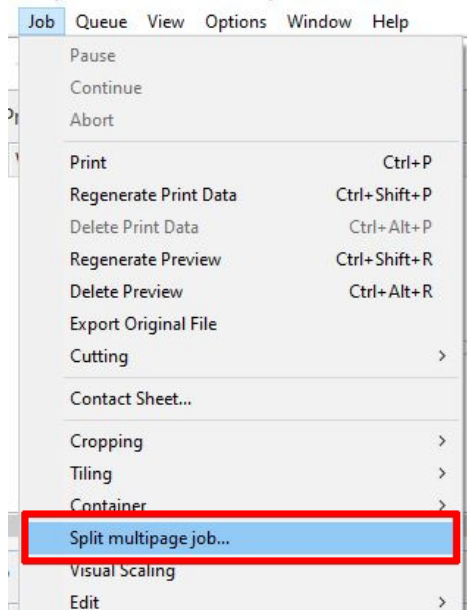 Job Queue View Options Window Help
Pause
Continue
Abort
Print Ctrl+P
Regenerate Print Data Ctrl+Shift+P
Delete Print Data Ctrl+Alt+P
Regenerate Preview Ctrl+Shift+R
Delete Preview Ctrl+Alt+R
Export Original File
Cutting
Contact Sheet...
Cropping
Tiling
Container
Split multipage job...
Visual Scaling
Edit